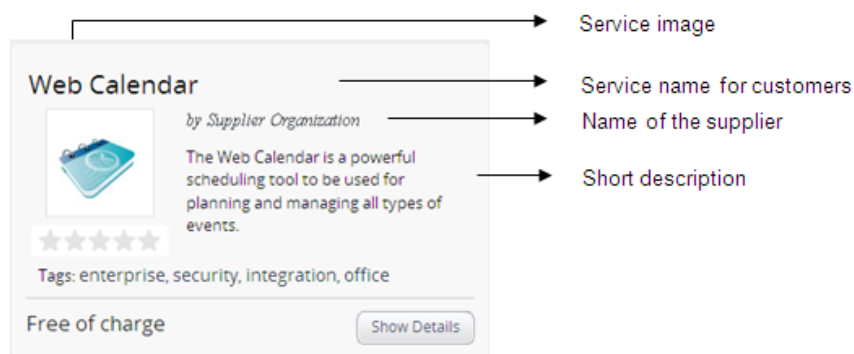 Service image
Web Calendar
Service name for customers
by Supplier Organization
Name of the supplier
The Web Calendar is a powerful
scheduling tool to be used for
planning and managing all types of
events.
Short description
Tags: enterprise, security, integration, office
Free of charge
Show Details